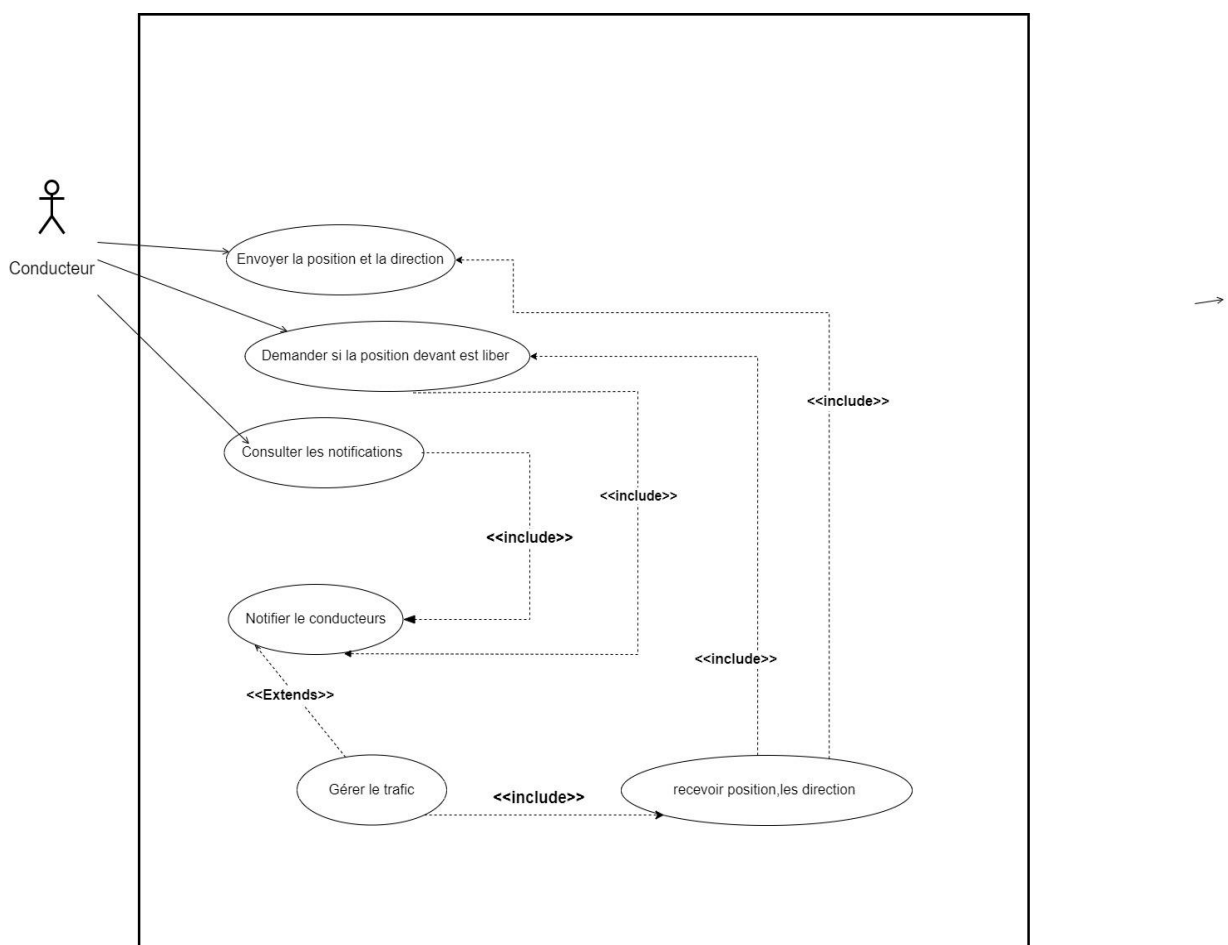 Conducteur
Envoyer la position et la direction
Demander si la position devant est liber
<<include>>
Consulter les notifications
<<include>>
<<include>>
Notifier le conducteurs
<<include>>
<<Extends>>
Gérer le trafic
<<include>>
recevoir position,les direction